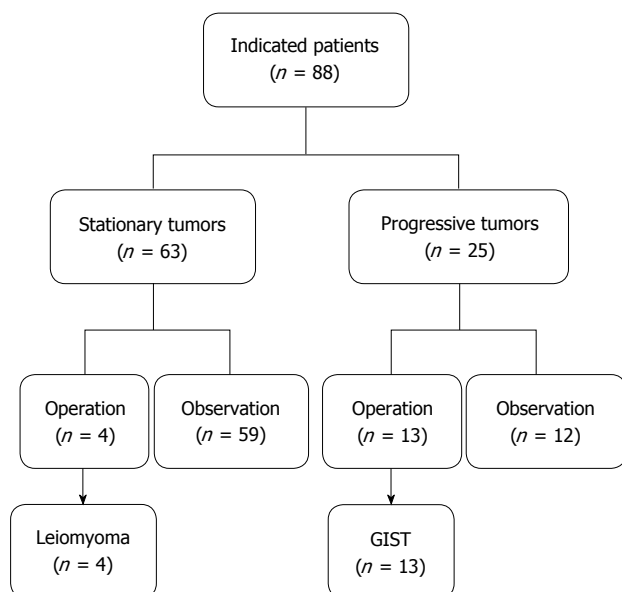 Indicated patients
(n = 88)
Stationary tumors
(n = 63)
Progressive tumors
(n = 25)
Operation
(n = 4)
Observation
(n = 59)
Operation
(n = 13)
Observation
(n = 12)
Leiomyoma
(n = 4)
GIST
(n = 13)